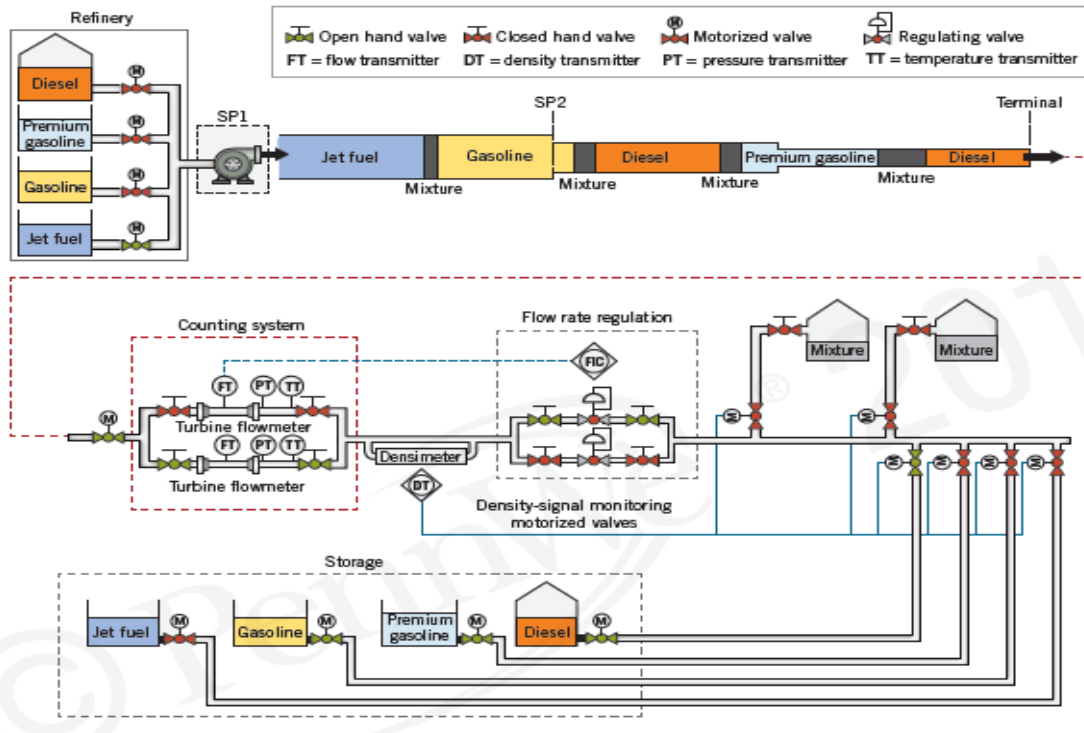 Refinery
Open hand valve
Closed hand valve
M
Motorized valve
Regulating valve
FT = flow transmitter
DT = density transmitter
PT = pressure transmitter
TT = temperature transmitter
Diesel
M
Premium
gasoline
M
Gasoline
M
Jet fuel
M
SP1
SP2
Terminal
Jet fuel
Mixture
Gasoline
Mixture
Diesel
Mixture
Premium gasoline
Mixture
Diesel
Counting system
Flow rate regulation
FT
PT
TT
FIC
Mixture
Mixture
M
Turbine flowmeter
FT
PT
TT
Turbine flowmeter
Densimeter
DT
M
M
M
M
M
M
Density-signal monitoring
motorized valves
Storage
Jet fuel
M
Gasoline
M
Premium
gasoline
M
Diesel
M